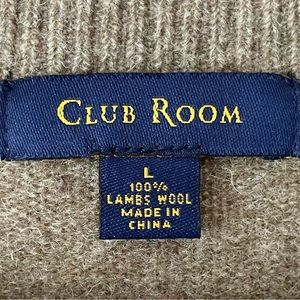 CLUB ROOM
L
100%
LAMBS WOOL
MADE IN
CHINA